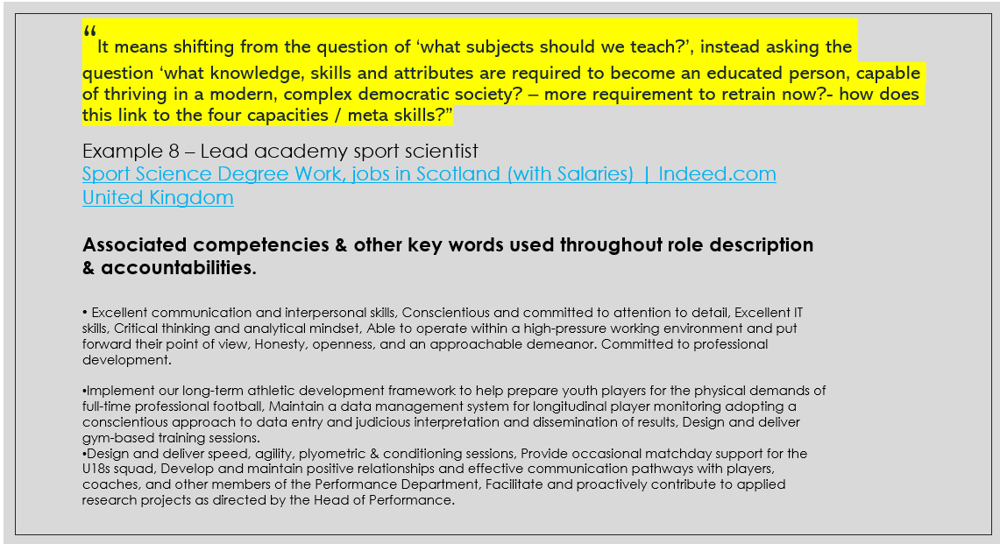 “It means shifting from the question of ‘what subjects should we teach?’, instead asking the
question ‘what knowledge, skills and attributes are required to become an educated person, capable
of thriving in a modern, complex democratic society? – more requirement to retrain now?- how does
this link to the four capacities / meta skills?”
Example 8 – Lead academy sport scientist
Sport Science Degree Work, jobs in Scotland (with Salaries) | Indeed.com
United Kingdom
Associated competencies & other key words used throughout role description
& accountabilities.
• Excellent communication and interpersonal skills, Conscientious and committed to attention to detail, Excellent IT
skills, Critical thinking and analytical mindset, Able to operate within a high-pressure working environment and put
forward their point of view, Honesty, openness, and an approachable demeanor. Committed to professional
development.
•Implement our long-term athletic development framework to help prepare youth players for the physical demands of
full-time professional football, Maintain a data management system for longitudinal player monitoring adopting a
conscientious approach to data entry and judicious interpretation and dissemination of results, Design and deliver
gym-based training sessions.
•Design and deliver speed, agility, plyometric & conditioning sessions, Provide occasional matchday support for the
U18s squad, Develop and maintain positive relationships and effective communication pathways with players,
coaches, and other members of the Performance Department, Facilitate and proactively contribute to applied
research projects as directed by the Head of Performance.